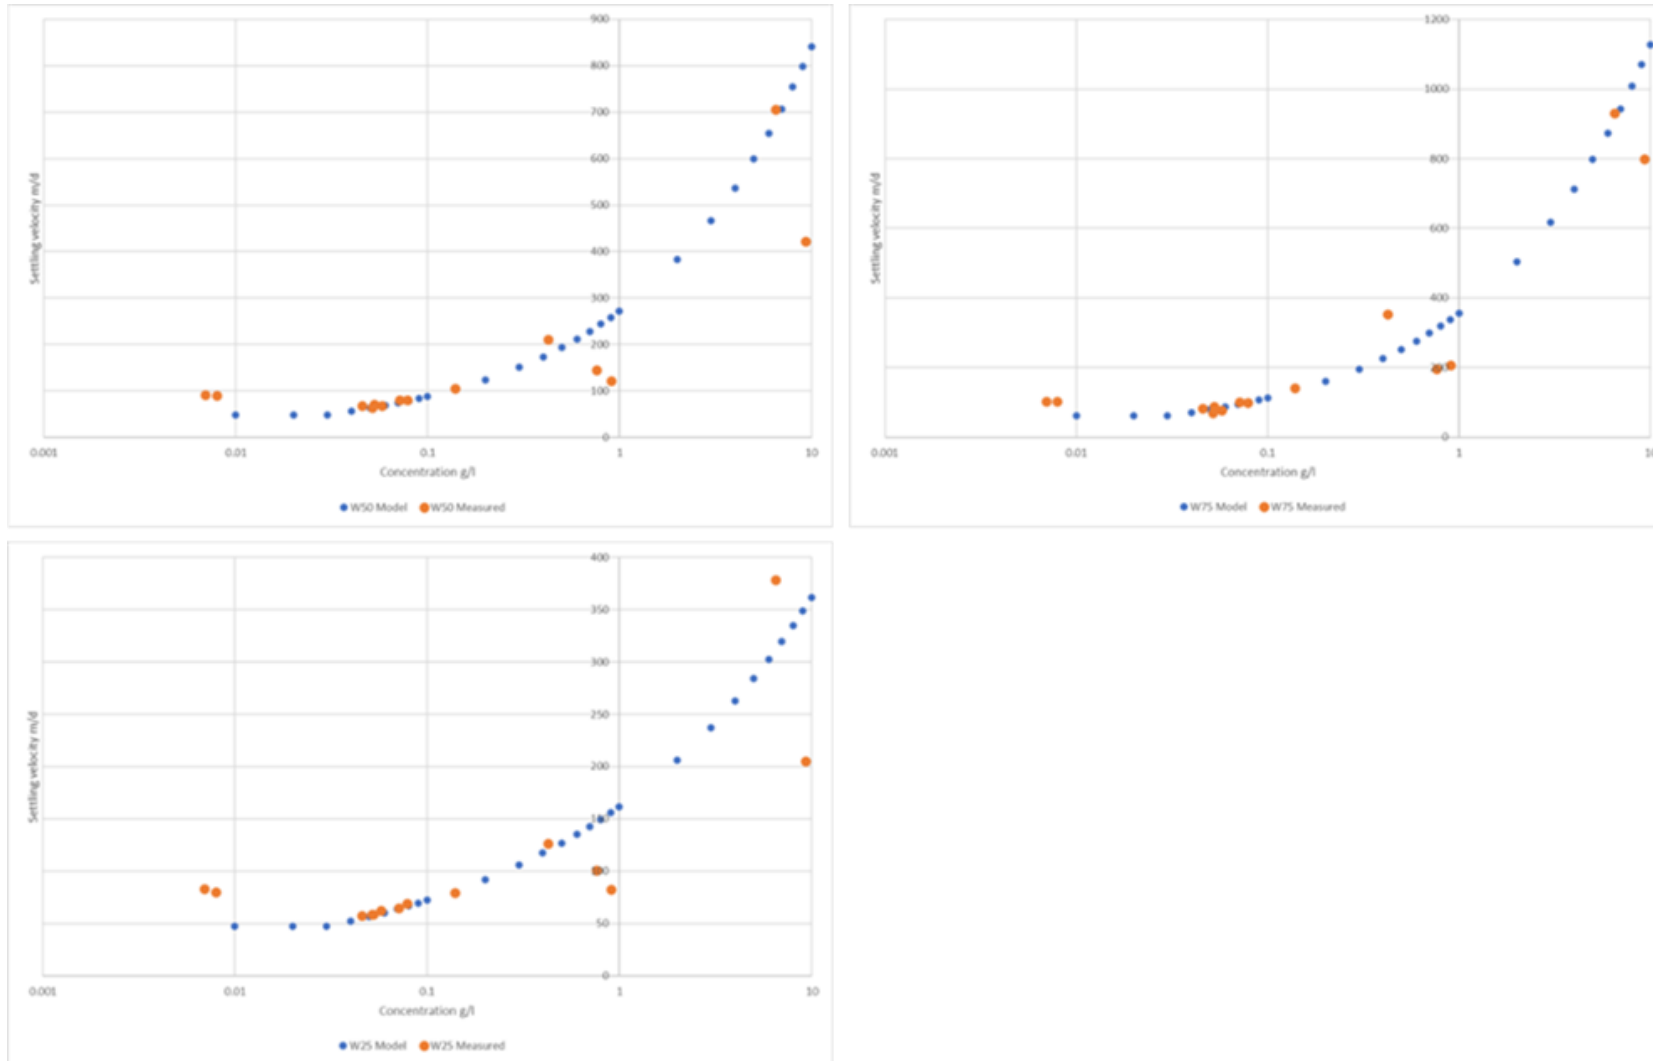 900
800
700
600
500
400
300
200
100
0
Settling velocity m/d
0.001 0.01 0.1 1 10
Concentration g/l
W50 Model W50 Measured
1200
1000
800
600
400
200
0
Settling velocity m/d
0.001 0.01 0.1 1 10
Concentration g/l
W75 Model W75 Measured
400
350
300
250
200
150
100
50
0
Settling velocity m/d
0.001 0.01 0.1 1 10
Concentration g/l
W25 Model W25 Measured